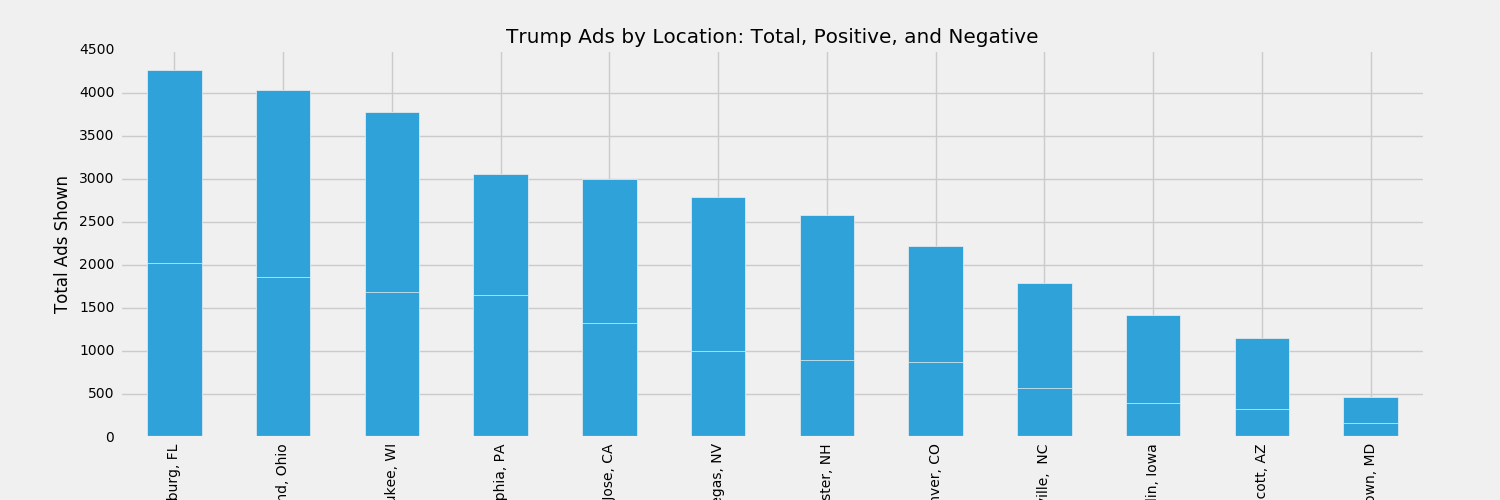 Trump Ads by Location: Total, Positive, and Negative
Total Ads Shown
4500
4000
3500
3000
2500
2000
1500
1000
500
0
burg, FL
nd, Ohio
ukee, WI
phia, PA
Jose, CA
egas, NV
ster, NH
nver, CO
ville, NC
lin, Iowa
cott, AZ
own, MD